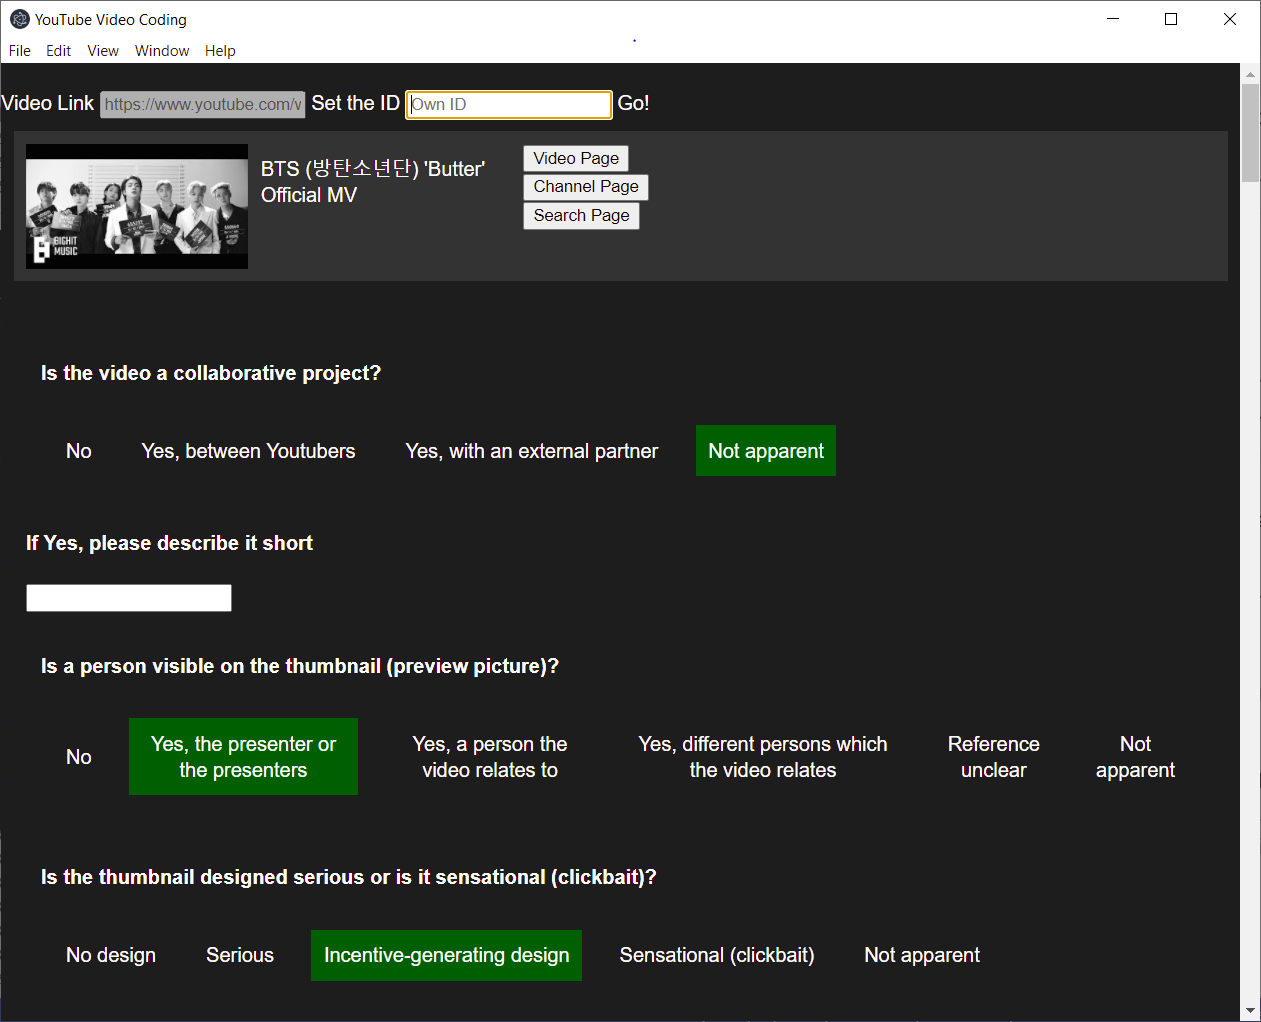 YouTube Video Coding
File Edit View Window Help
Video Link https://www.youtube.com/v Set the ID Own ID Go!
BTS (방탄소년단) 'Butter'
Official MV
Video Page
Channel Page
Search Page
BIGHIT
MUSIC
Is the video a collaborative project?
No Yes, between Youtubers Yes, with an external partner Not apparent
If Yes, please describe it short
Is a person visible on the thumbnail (preview picture)?
No
Yes, the presenter or
the presenters
Yes, a person the
video relates to
Yes, different persons which
the video relates
Reference
unclear
Not
apparent
Is the thumbnail designed serious or is it sensational (clickbait)?
No design Serious Incentive-generating design Sensational (clickbait) Not apparent